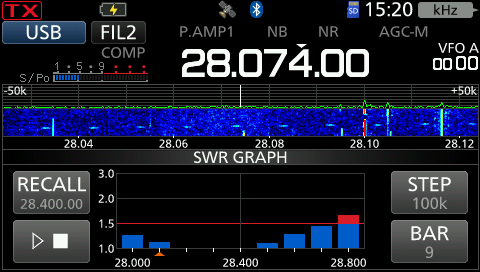 TX SD 15:20 kHz
USB FIL2 P.AMP1 NB NR AGC-M
COMP
1 5 9
S/Po
28.074.00
VFO A
00 00
-50k +50k
28.04 28.06 28.08 28.10 28.12
SWR GRAPH
RECALL
28.400.00
STEP
100k
BAR
9
3.0
2.0
1.5
1.0
28.000 28.400 28.800